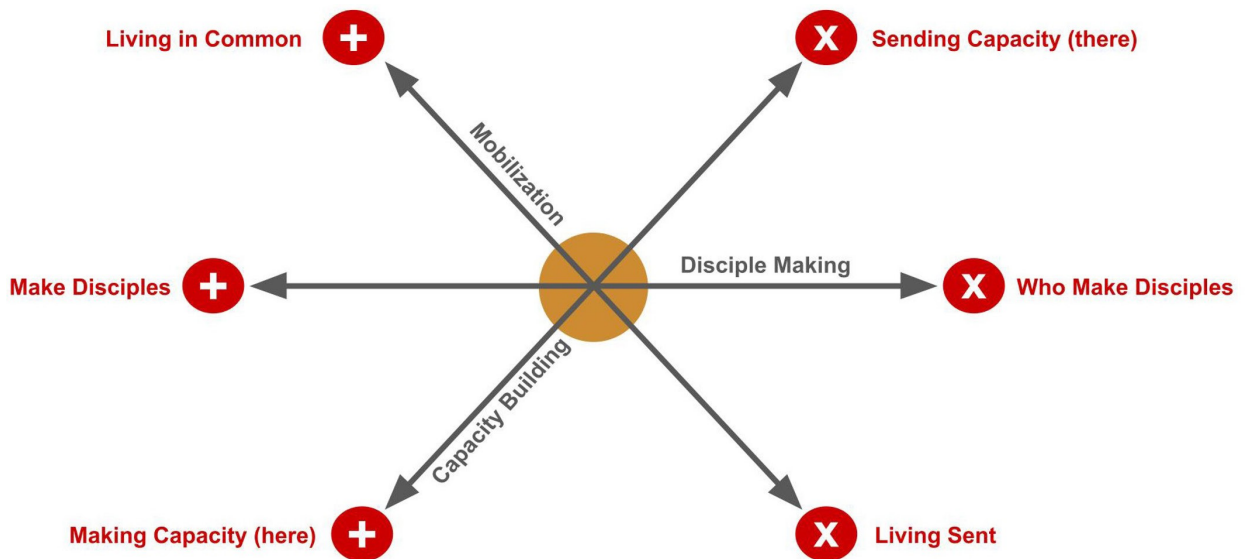 Living in Common
+
X
Sending Capacity (there)
Mobilization
Make Disciples
+
Disciple Making
X
Who Make Disciples
Capacity Building
Making Capacity (here)
+
X
Living Sent